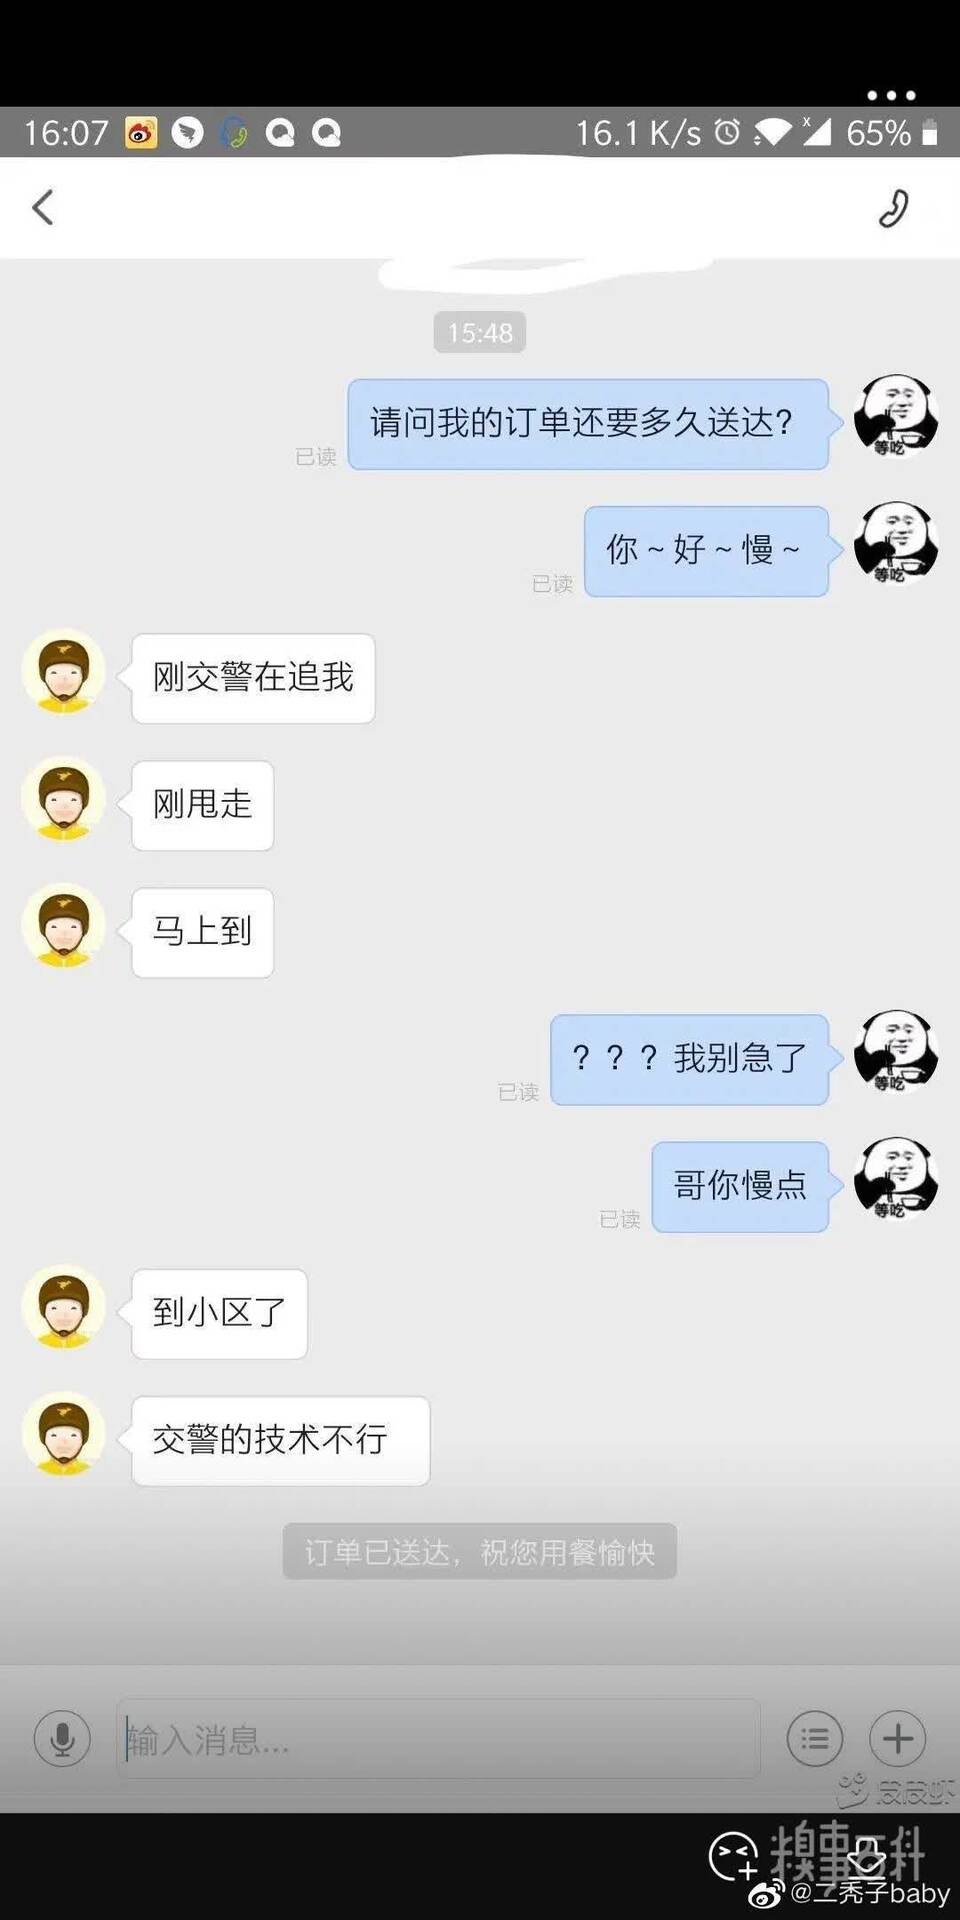 16:07 16.1 K/s 65%
15:48
请问我的订单还要多久送达?
已读
等吃
你~好~慢~
已读
等吃
刚交警在追我
刚甩走
马上到
？？？我别急了
已读
等吃
哥你慢点
已读
等吃
到小区了
交警的技术不行
订单已送达，祝您用餐愉快
输入消息...
皮皮虾
糗事百科
@二秃子baby